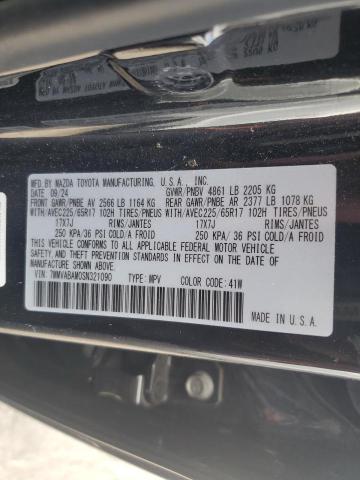 MFD BY MAZDA TOYOTA MANUFACTURING, U.S.A., INC.
DATE 09/24 GVWR/PNBV 4861 LB 2205 KG
FRONT GAWR/PNBE AV 2566 LB 1164 KG REAR GAWR/PNBE AR 2377 LB 1078 KG
WITH/AVEC225/65R17 102H TIRES/PNEUS WITH/AVEC225/65R17 102H TIRES/PNEUS
17X7J RIMS/JANTES 17X7J RIMS/JANTES
250 KPA/36 PSI COLD/A FROID 250 KPA/ 36 PSI COLD/A FROID
THIS VEHICLE CONFORMS TO ALL APPLICABLE FEDERAL MOTOR VEHICLE
SAFETY AND BUMPER STANDARDS IN EFFECT ON THE DATE OF
MANUFACTURE SHOWN ABOVE.
VIN: 7MMVABAM0SN321090 TYPE: MPV COLOR CODE: 41W
MADE IN U.S.A.